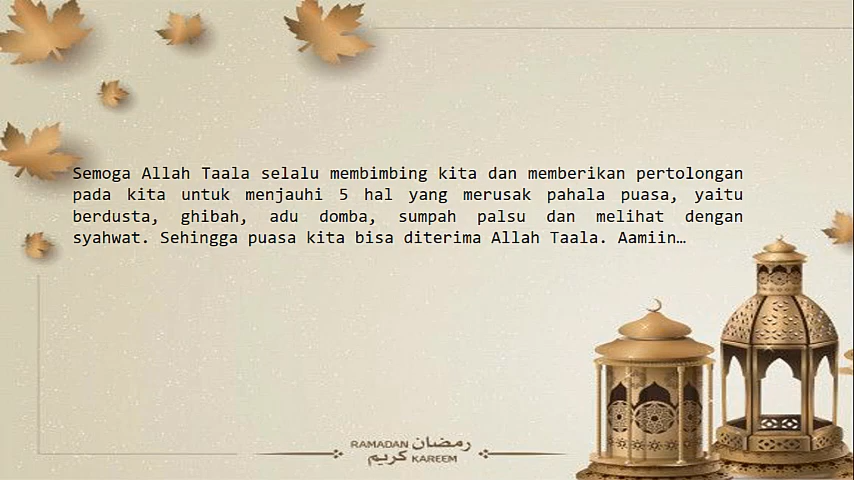 Semoga Allah Taala selalu membimbing kita dan memberikan pertolongan
pada kita untuk menjauhi 5 hal yang merusak pahala puasa, yaitu
berdusta, ghibah, adu domba, sumpah palsu dan melihat dengan
syahwat. Sehingga puasa kita bisa diterima Allah Taala. Aamiin…
RAMADAN رمضان
كريم KAREEM